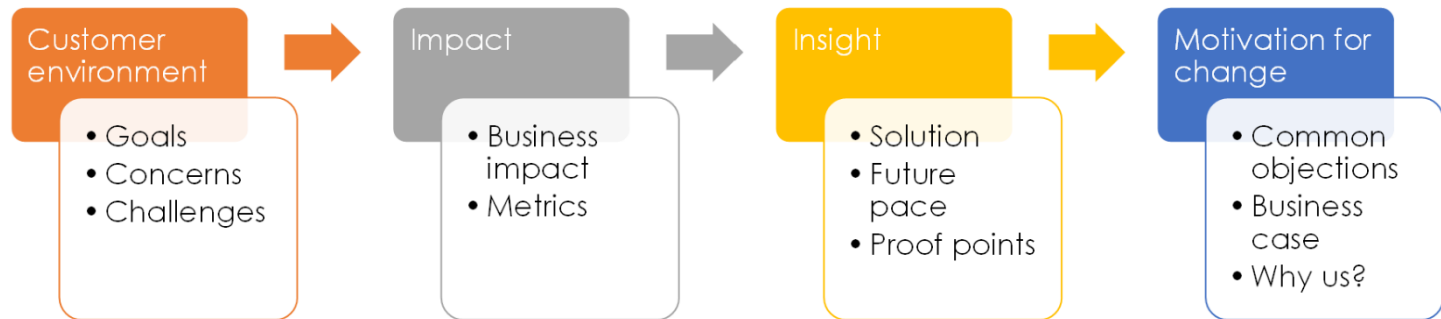 Customer
environment
• Goals
• Concerns
• Challenges
Impact
• Business
impact
• Metrics
Insight
• Solution
• Future
pace
• Proof points
Motivation for
change
• Common
objections
• Business
case
• Why us?